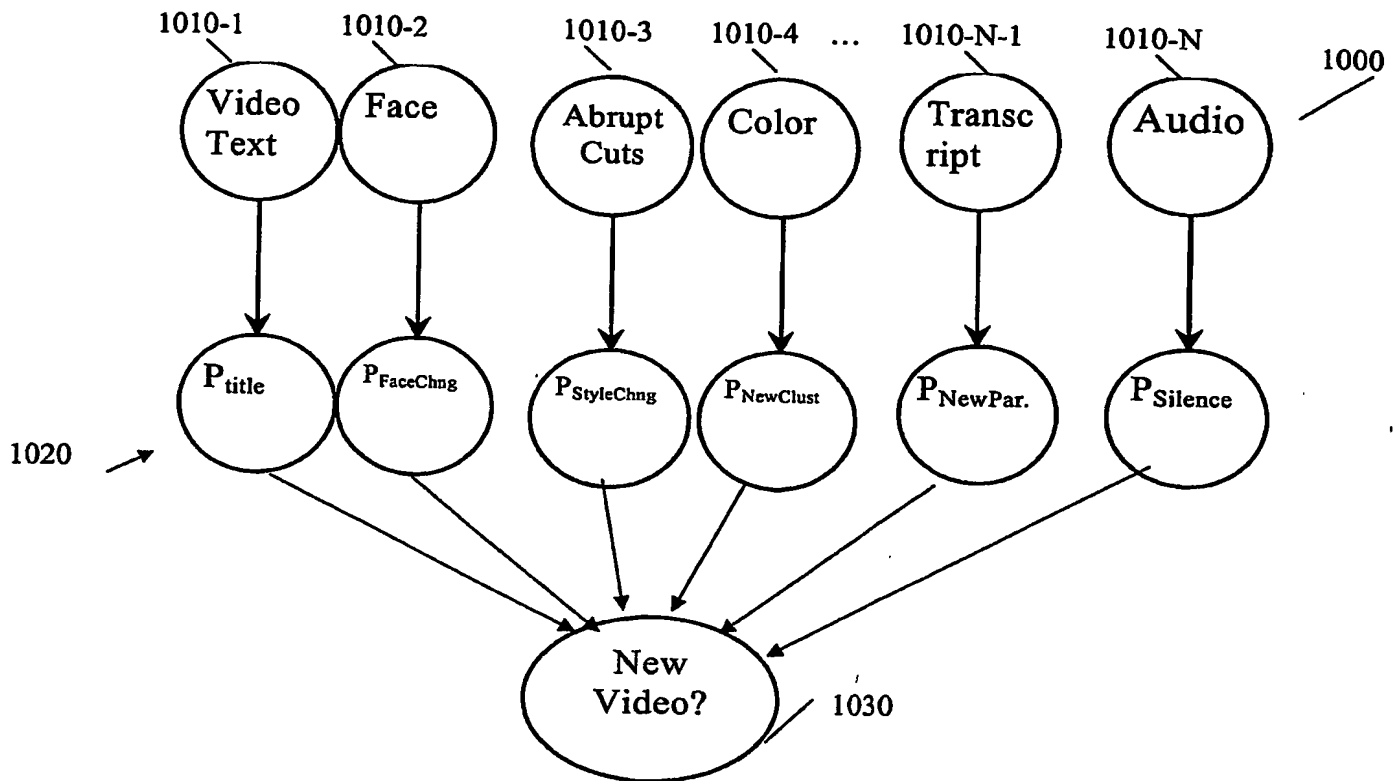 1010-1
1010-2
1010-3
1010-4
...
1010-N-1
1010-N
1000
Video
Text
Face
Abrupt
Cuts
Color
Transc
ript
Audio
Ptitle
PFaceChng
PStyleChng
PNewClust
PNewPar.
PSilence
1020
New
Video?
1030